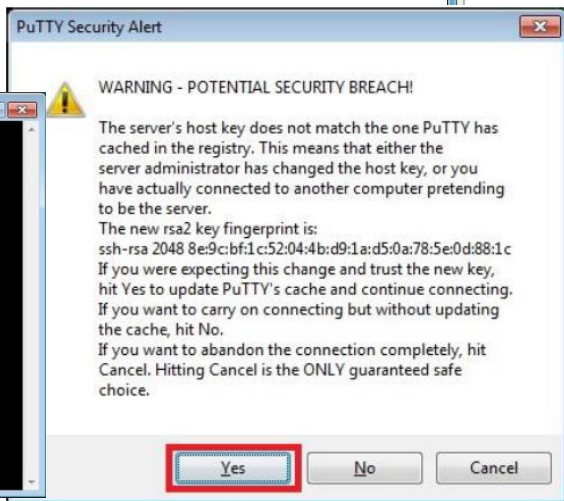 PuTTY Security Alert
WARNING - POTENTIAL SECURITY BREACH!
The server's host key does not match the one PuTTY has
cached in the registry. This means that either the
server administrator has changed the host key, or you
have actually connected to another computer pretending
to be the server.
The new rsa2 key fingerprint is:
ssh-rsa 2048 8e:9c:bf:1c:52:04:4b:d9:1a:d5:0a:78:5e:0d:88:1c
If you were expecting this change and trust the new key,
hit Yes to update PuTTY's cache and continue connecting.
If you want to carry on connecting but without updating
the cache, hit No.
If you want to abandon the connection completely, hit
Cancel. Hitting Cancel is the ONLY guaranteed safe
choice.
Yes No Cancel